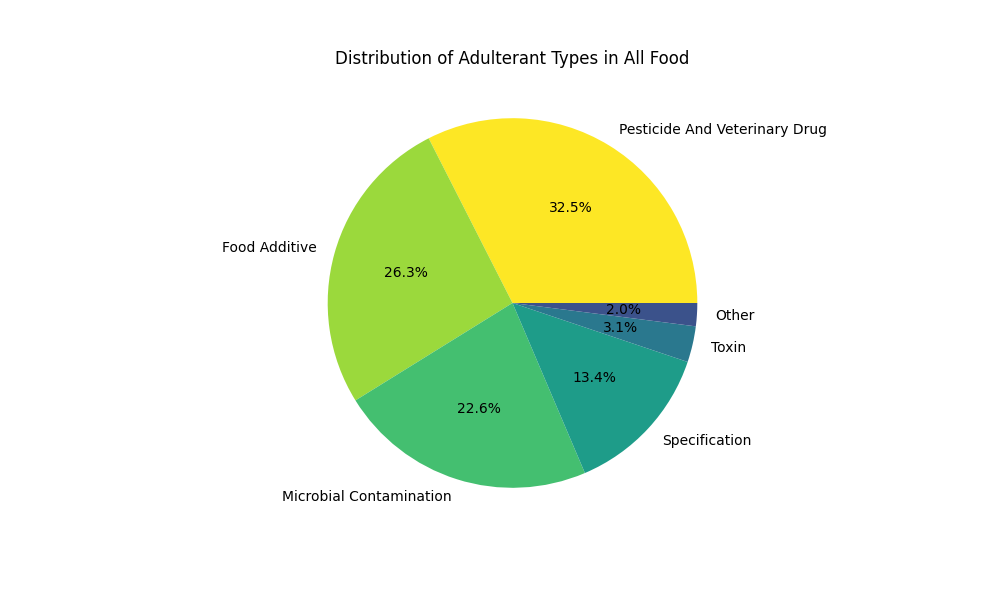 Distribution of Adulterant Types in All Food
Pesticide And Veterinary Drug
32.5%
Food Additive
26.3%
Microbial Contamination
22.6%
Specification
13.4%
Toxin
3.1%
Other
2.0%